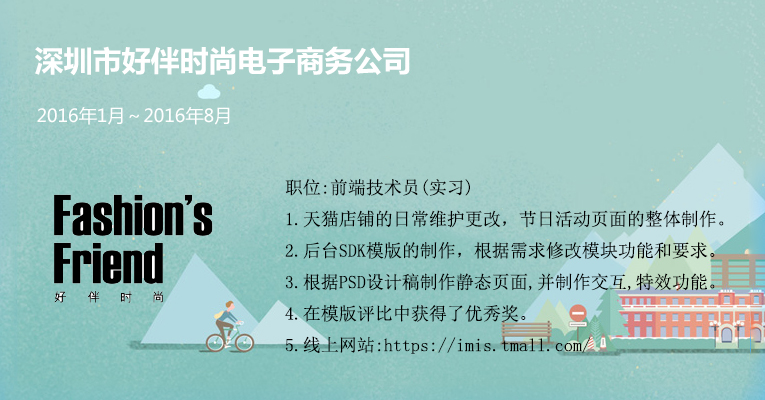 深圳市好伴时尚电子商务公司
2016年1月~2016年8月
Fashion's
Friend
好伴时尚
职位:前端技术员(实习)
1.天猫店铺的日常维护更改，节日活动页面的整体制作。
2.后台SDK模版的制作，根据需求修改模块功能和要求。
3.根据PSD设计稿制作静态页面,并制作交互,特效功能。
4.在模版评比中获得了优秀奖。
5.线上网站:https://imis.tmall.com/